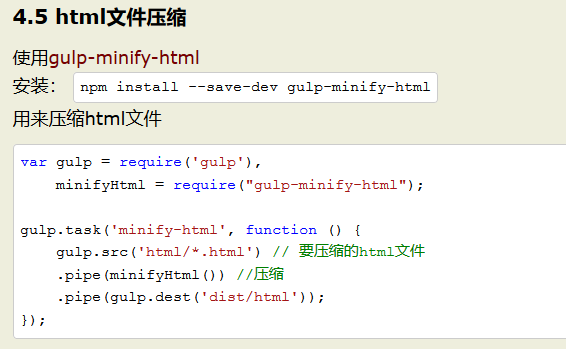 4.5 html文件压缩
使用gulp-minify-html
安装： npm install --save-dev gulp-minify-html
用来压缩html文件
var gulp = require('gulp'),
    minifyHtml = require("gulp-minify-html");

gulp.task('minify-html', function () {
    gulp.src('html/*.html') // 要压缩的html文件
    .pipe(minifyHtml()) //压缩
    .pipe(gulp.dest('dist/html'));
});